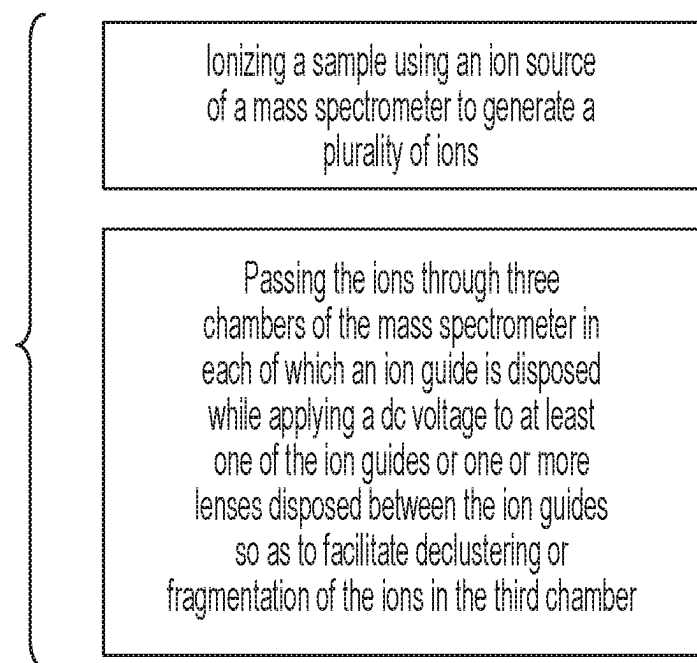 Ionizing a sample using an ion source
of a mass spectrometer to generate a
plurality of ions
Passing the ions through three
chambers of the mass spectrometer in
each of which an ion guide is disposed
while applying a dc voltage to at least
one of the ion guides or one or more
lenses disposed between the ion guides
so as to facilitate declustering or
fragmentation of the ions in the third chamber